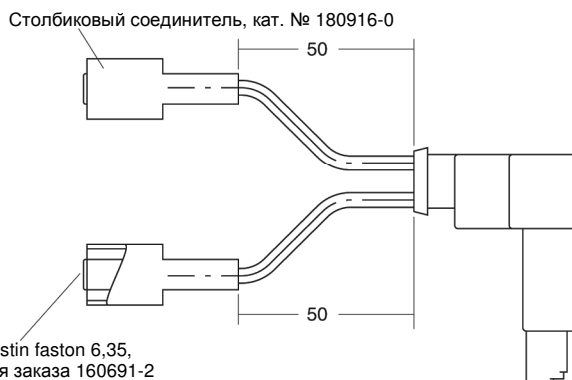 Столбиковый соединитель, кат. № 180916-0
50
50
stin faston 6,35,
я заказа 160691-2